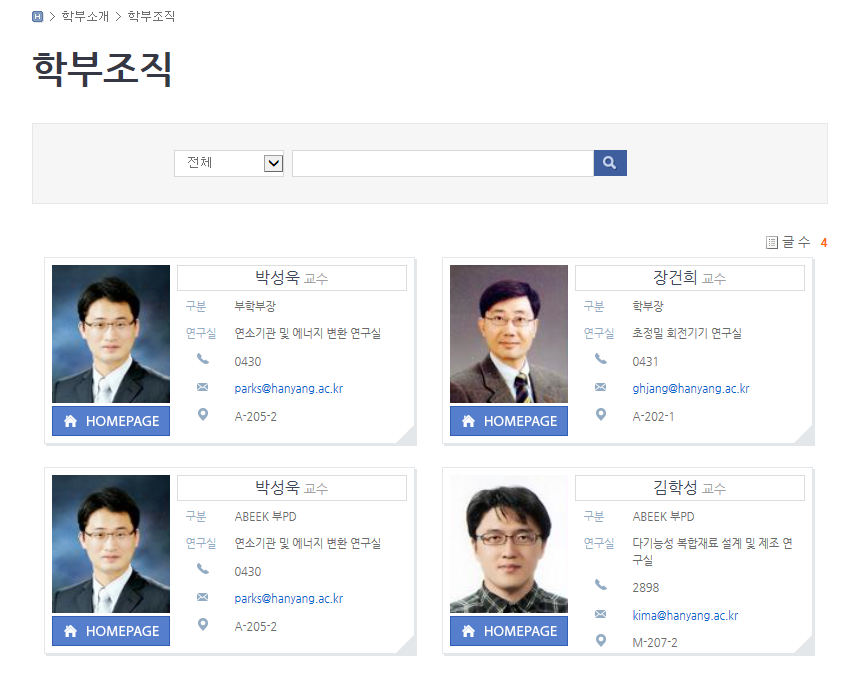 H > 학부소개 > 학부조직
학부조직
전체
글 수 4
박성욱 교수
구분 부학부장
연구실 연소기관 및 에너지 변환 연구실
0430
parks@hanyang.ac.kr
A-205-2
HOMEPAGE
장건희 교수
구분 학부장
연구실 초정밀 회전기기 연구실
0431
ghjang@hanyang.ac.kr
A-202-1
HOMEPAGE
박성욱 교수
구분 ABEEK 부PD
연구실 연소기관 및 에너지 변환 연구실
0430
parks@hanyang.ac.kr
A-205-2
HOMEPAGE
김학성 교수
구분 ABEEK 부PD
연구실 다기능성 복합재료 설계 및 제조 연
구실
2898
kima@hanyang.ac.kr
M-207-2
HOMEPAGE